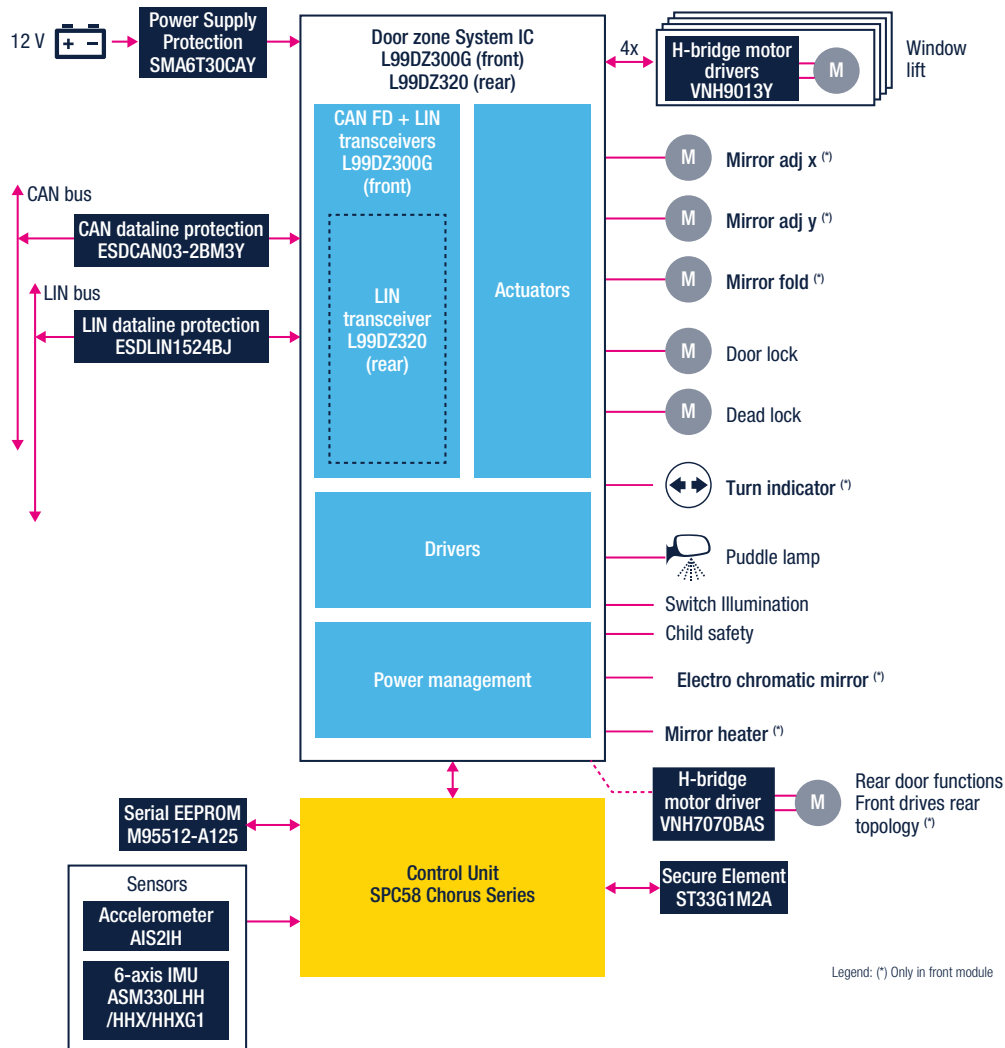 12 V
+ -
Power Supply
Protection
SMA6T30CAY
Door zone System IC
L99DZ300G (front)
L99DZ320 (rear)
4x
H-bridge motor
drivers
VNH9013Y
M
Window
lift
CAN FD + LIN
transceivers
L99DZ300G
(front)
LIN
transceiver
L99DZ320
(rear)
Actuators
CAN bus
CAN dataline protection
ESDCAN03-2BM3Y
LIN bus
LIN dataline protection
ESDLIN1524BJ
M
Mirror adj x (*)
M
Mirror adj y (*)
M
Mirror fold (*)
M
Door lock
M
Dead lock
Turn indicator (*)
Drivers
Puddle lamp
Switch Illumination
Child safety
Power management
Electro chromatic mirror (*)
Mirror heater (*)
H-bridge
motor driver
VNH7070BAS
M
Rear door functions
Front drives rear
topology (*)
Serial EEPROM
M95512-A125
Control Unit
SPC58 Chorus Series
Secure Element
ST33G1M2A
Sensors
Accelerometer
AIS2IH
6-axis IMU
ASM330LHH
/HHX/HHXG1
Legend: (*) Only in front module